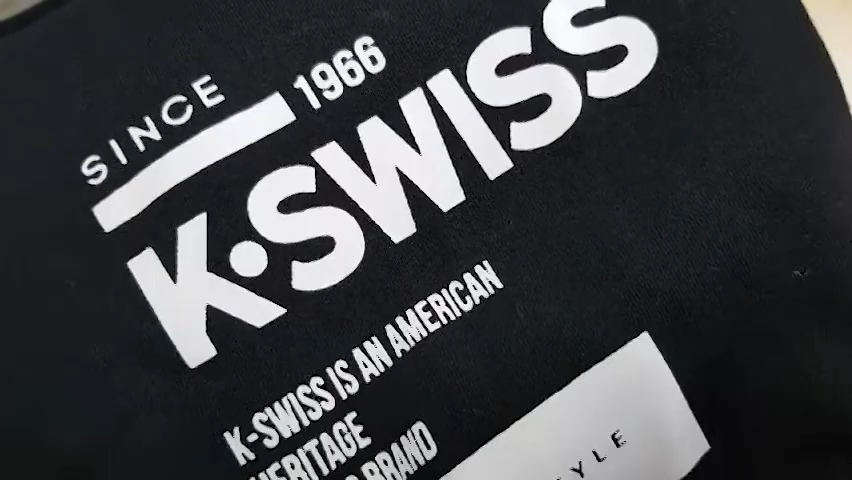 SINCE 1966
K·SWISS
K-SWISS IS AN AMERICAN
HERITAGE
BRAND